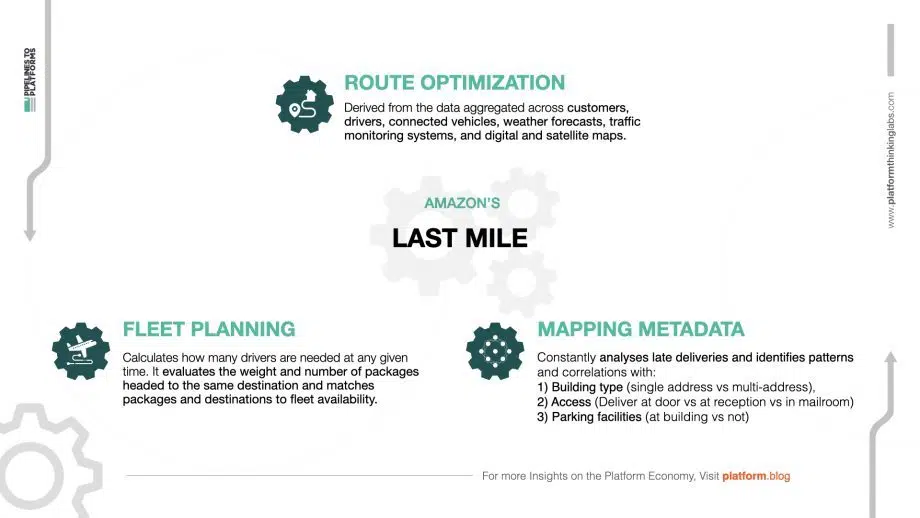 PIPELINES TO
PLATFORMS
ROUTE OPTIMIZATION
Derived from the data aggregated across customers,
drivers, connected vehicles, weather forecasts, traffic
monitoring systems, and digital and satellite maps.
www.platformthinkinglabs.com
AMAZON'S
LAST MILE
FLEET PLANNING
Calculates how many drivers are needed at any given
time. It evaluates the weight and number of packages
headed to the same destination and matches
packages and destinations to fleet availability.
MAPPING METADATA
Constantly analyses late deliveries and identifies patterns
and correlations with:
1) Building type (single address vs multi-address),
2) Access (Deliver at door vs at reception vs in mailroom)
3) Parking facilities (at building vs not)
For more Insights on the Platform Economy, Visit platform.blog